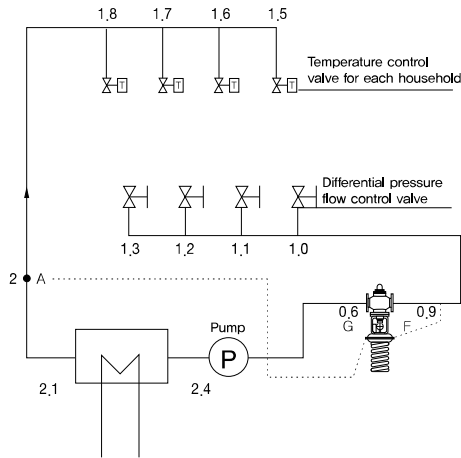 1.8
1.7
1.6
1.5
T
T
T
T
Temperature control
valve for each household
Differential pressure
flow control valve
1.3
1.2
1.1
1.0
2
A
0.6
0.9
G
F
Pump
P
2.1
2.4